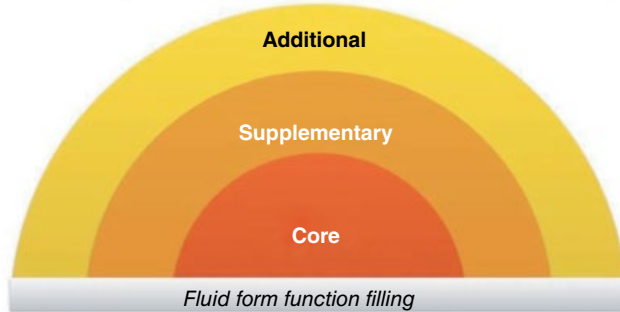 Additional
Supplementary
Core
Fluid form function filling